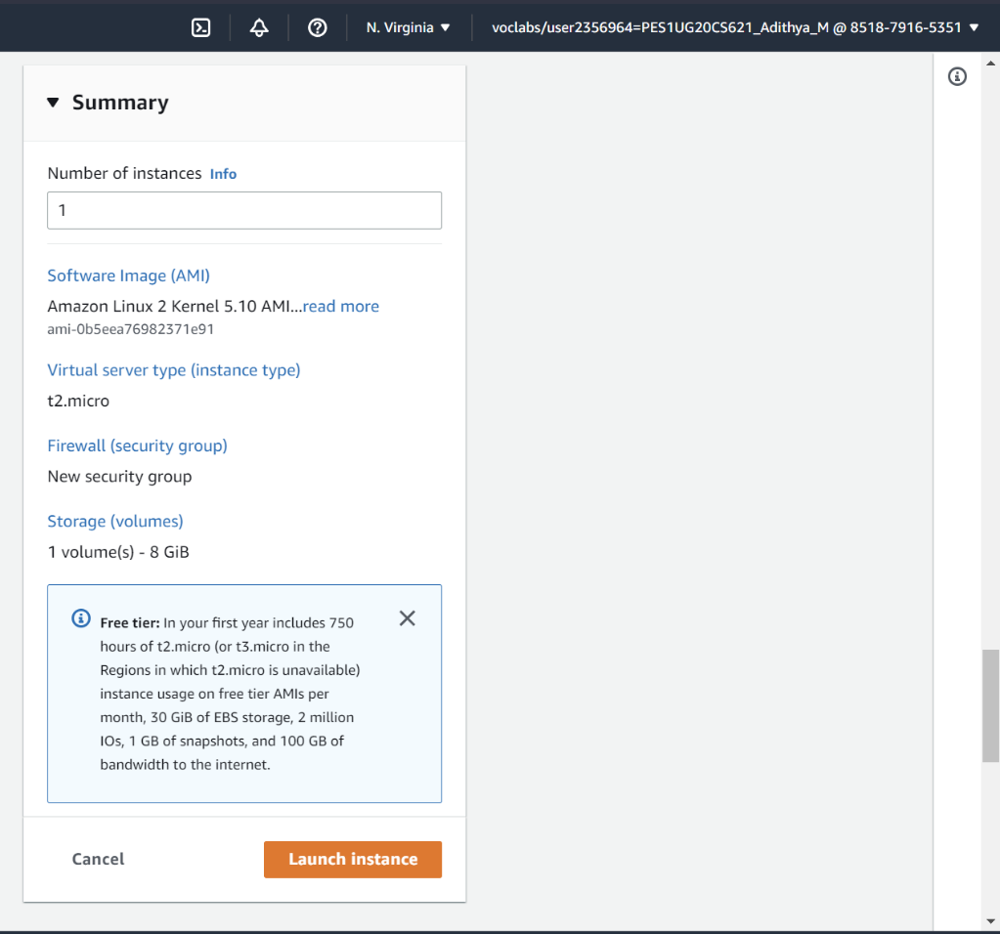 N. Virginia voclabs/user2356964=PES1UG20CS621_Adithya_M @ 8518-7916-5351
Summary
Number of instances Info
1
Software Image (AMI)
Amazon Linux 2 Kernel 5.10 AMI...read more
ami-0b5eea76982371e91
Virtual server type (instance type)
t2.micro
Firewall (security group)
New security group
Storage (volumes)
1 volume(s) - 8 GiB
Free tier: In your first year includes 750
hours of t2.micro (or t3.micro in the
Regions in which t2.micro is unavailable)
instance usage on free tier AMIs per
month, 30 GiB of EBS storage, 2 million
IOs, 1 GB of snapshots, and 100 GB of
bandwidth to the internet.
Cancel Launch instance